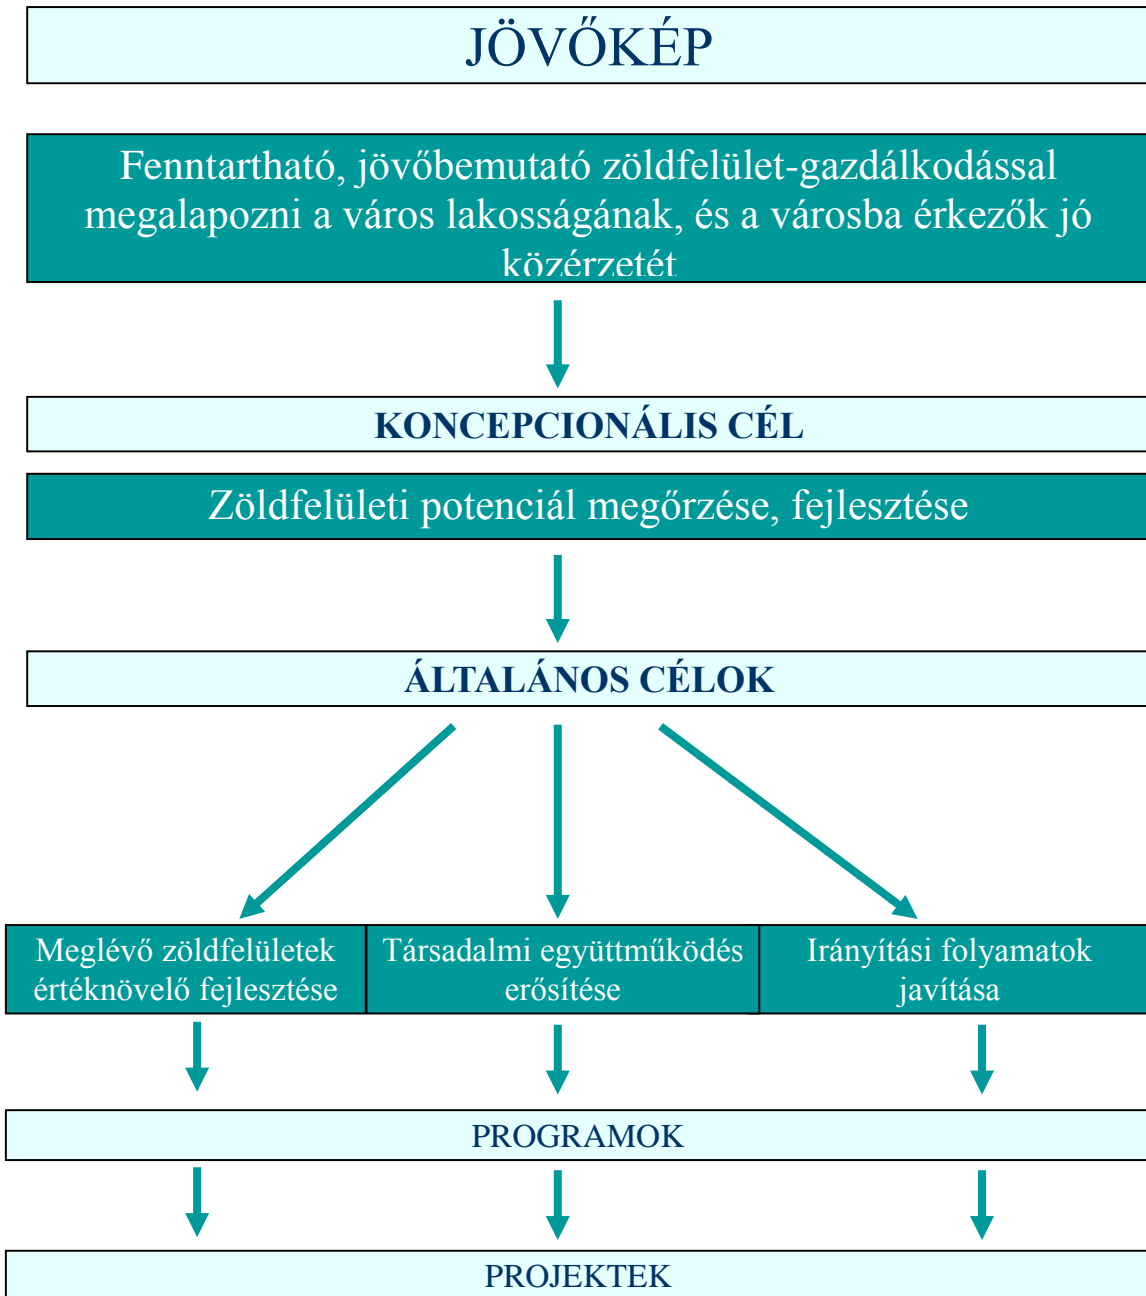 JÖVŐKÉP
Fenntartható, jövőbemutató zöldfelület-gazdálkodással
megalapozni a város lakosságának, és a városba érkezők jó
közérzetét
KONCEPCIONÁLIS CÉL
Zöldfelületi potenciál megőrzése, fejlesztése
ÁLTALÁNOS CÉLOK
Meglévő zöldfelületek
értéknövelő fejlesztése
Társadalmi együttműködés
erősítése
Irányítási folyamatok
javítása
PROGRAMOK
PROJEKTEK